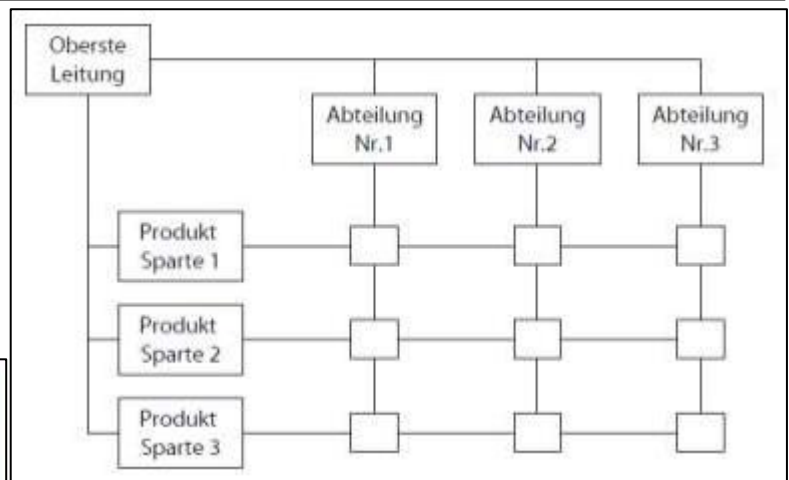 Oberste
Leitung
Abteilung
Nr.1
Abteilung
Nr.2
Abteilung
Nr.3
Produkt
Sparte 1
Produkt
Sparte 2
Produkt
Sparte 3